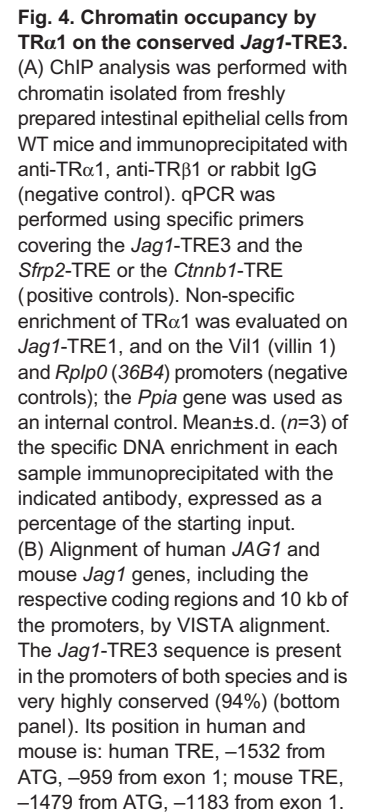 Fig. 4. Chromatin occupancy by
TRα1 on the conserved Jag1-TRE3.
(A) ChIP analysis was performed with
chromatin isolated from freshly
prepared intestinal epithelial cells from
WT mice and immunoprecipitated with
anti-TRα1, anti-TRβ1 or rabbit IgG
(negative control). qPCR was
performed using specific primers
covering the Jag1-TRE3 and the
Sfrp2-TRE or the Ctnnb1-TRE
(positive controls). Non-specific
enrichment of TRα1 was evaluated on
Jag1-TRE1, and on the Vil1 (villin 1)
and Rplp0 (36B4) promoters (negative
controls); the Ppia gene was used as
an internal control. Mean±s.d. (n=3) of
the specific DNA enrichment in each
sample immunoprecipitated with the
indicated antibody, expressed as a
percentage of the starting input.
(B) Alignment of human JAG1 and
mouse Jag1 genes, including the
respective coding regions and 10 kb of
the promoters, by VISTA alignment.
The Jag1-TRE3 sequence is present
in the promoters of both species and is
very highly conserved (94%) (bottom
panel). Its position in human and
mouse is: human TRE, –1532 from
ATG, –959 from exon 1; mouse TRE,
–1479 from ATG, –1183 from exon 1.